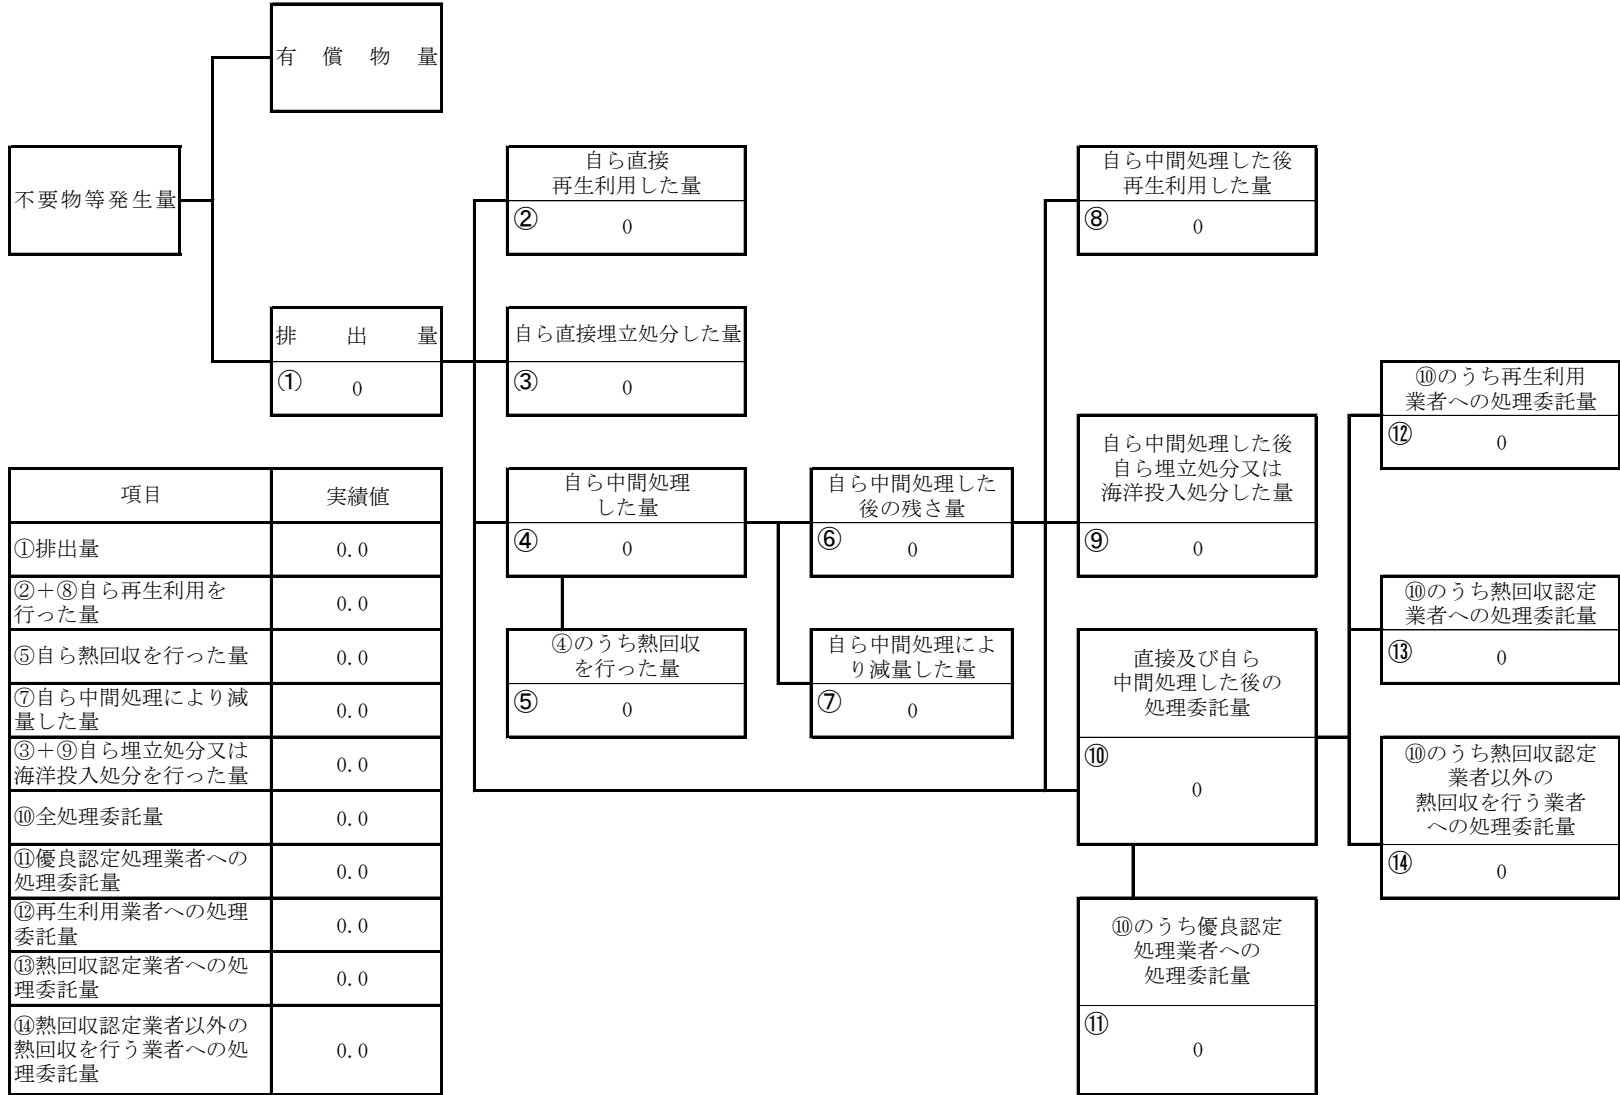 有償物量
不要物等発生量
自ら直接
再生利用した量
② 0
自ら中間処理した後
再生利用した量
⑧ 0
排出量
① 0
自ら直接埋立処分した量
③ 0
⑩のうち再生利用
業者への処理委託量
⑫ 0
自ら中間処理
した量
④ 0
自ら中間処理した
後の残さ量
⑥ 0
自ら中間処理した後
自ら埋立処分又は
海洋投入処分した量
⑨ 0
④のうち熱回収
を行った量
⑤ 0
自ら中間処理によ
り減量した量
⑦ 0
直接及び自ら
中間処理した後の
処理委託量
⑩
0
⑩のうち熱回収認定
業者への処理委託量
⑬ 0
⑩のうち熱回収認定
業者以外の
熱回収を行う業者
への処理委託量
⑭ 0
⑩のうち優良認定
処理業者への
処理委託量
⑪
0
項目 実績値
①排出量 0.0
②＋⑧自ら再生利用を
行った量 0.0
⑤自ら熱回収を行った量 0.0
⑦自ら中間処理により減
量した量 0.0
③＋⑨自ら埋立処分又は
海洋投入処分を行った量 0.0
⑩全処理委託量 0.0
⑪優良認定処理業者への
処理委託量 0.0
⑫再生利用業者への処理
委託量 0.0
⑬熱回収認定業者への処
理委託量 0.0
⑭熱回収認定業者以外の
熱回収を行う業者への処
理委託量 0.0